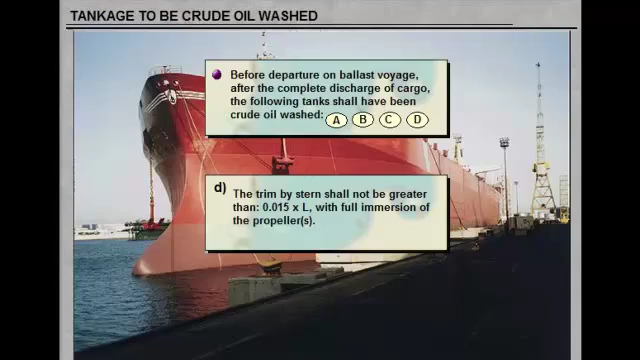 TANKAGE TO BE CRUDE OIL WASHED
Before departure on ballast voyage,
after the complete discharge of cargo,
the following tanks shall have been
crude oil washed: A B C D
d) The trim by stern shall not be greater
than: 0.015 x L, with full immersion of
the propeller(s).